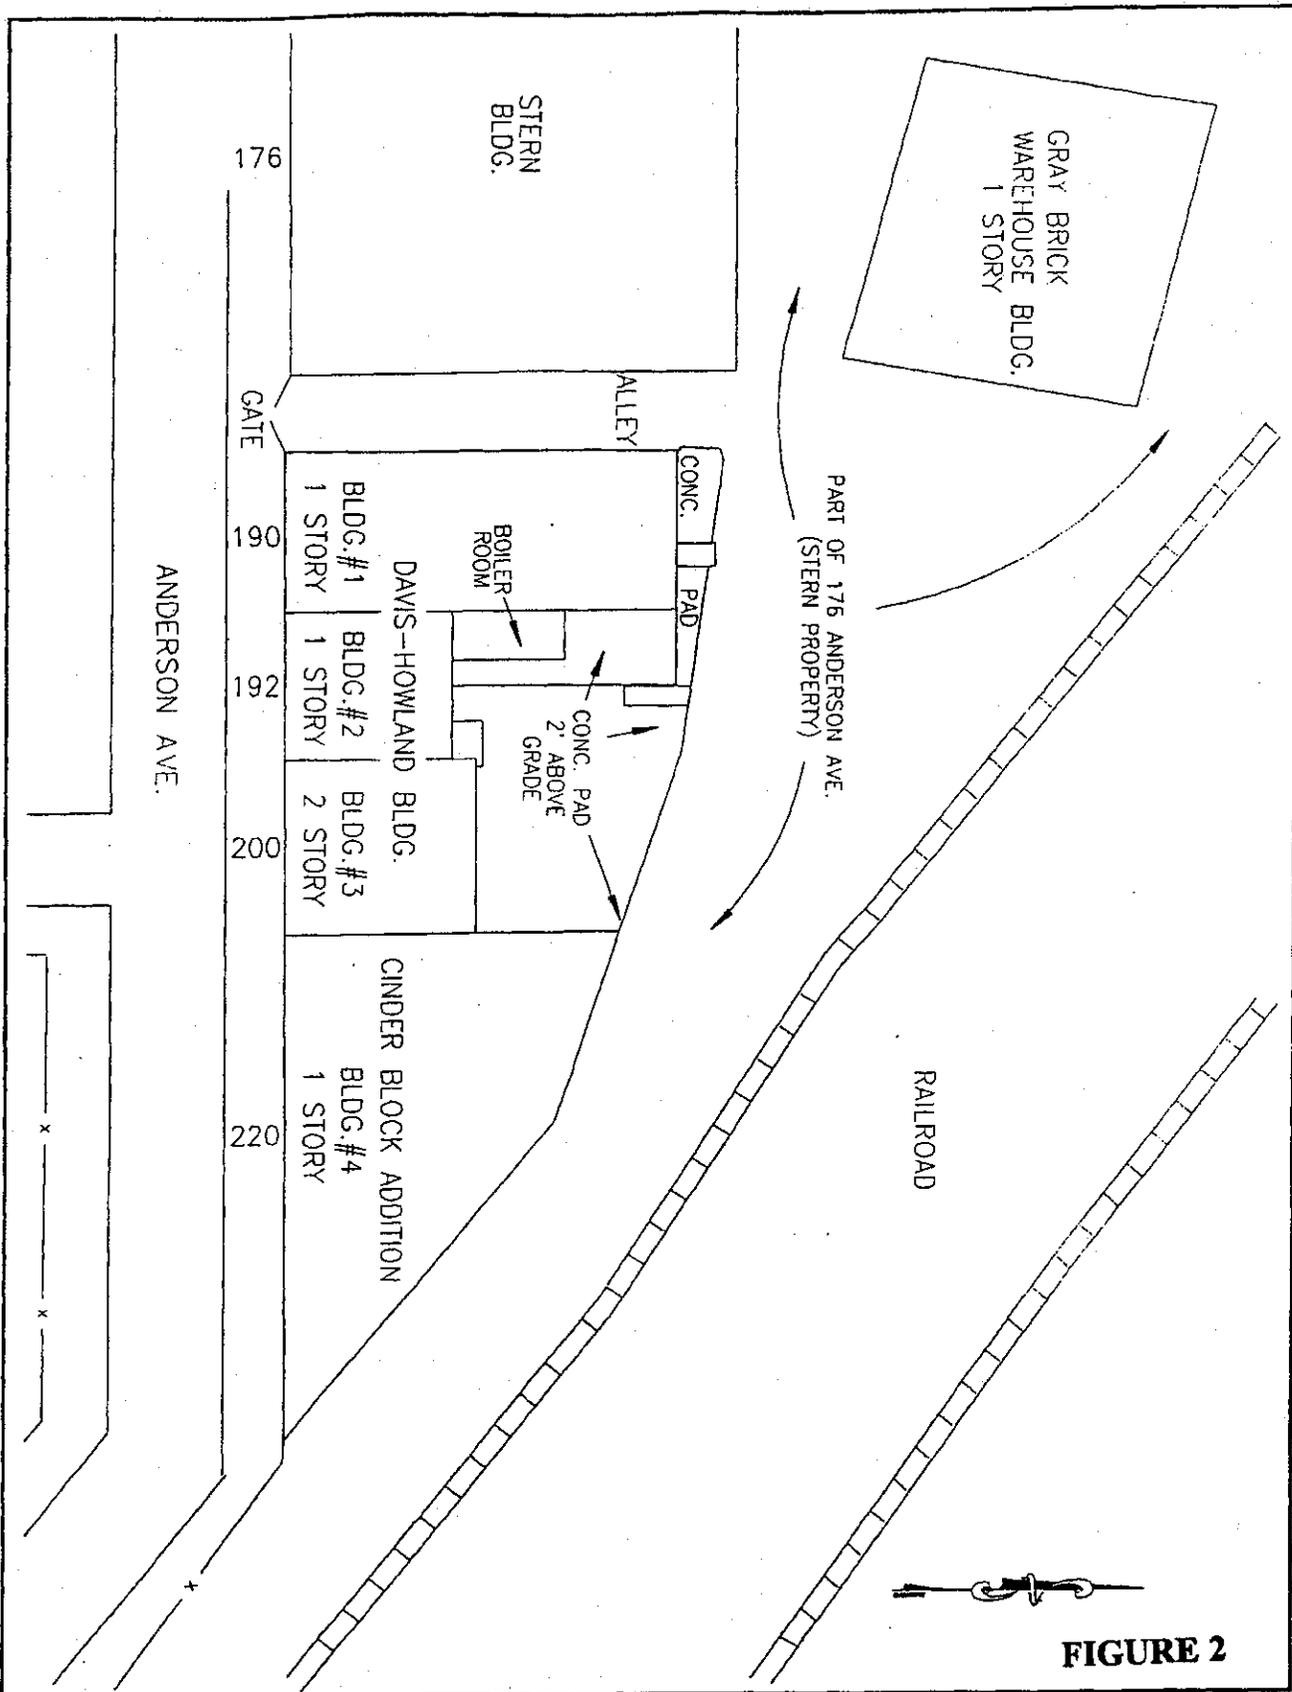 STERN
BLDG.
GRAY BRICK
WAREHOUSE BLDG.
1 STORY
176
ALLEY
GATE
CONC.
PAD
PART OF 176 ANDERSON AVE.
(STERN PROPERTY)
BLDG.#1
1 STORY
190
BOILER
ROOM
DAVIS-HOWLAND BLDG.
BLDG.#2
1 STORY
192
CONC. PAD
2' ABOVE
GRADE
ANDERSON AVE.
BLDG.#3
2 STORY
200
CINDER BLOCK ADDITION
BLDG.#4
1 STORY
220
RAILROAD
x
x
x
FIGURE 2